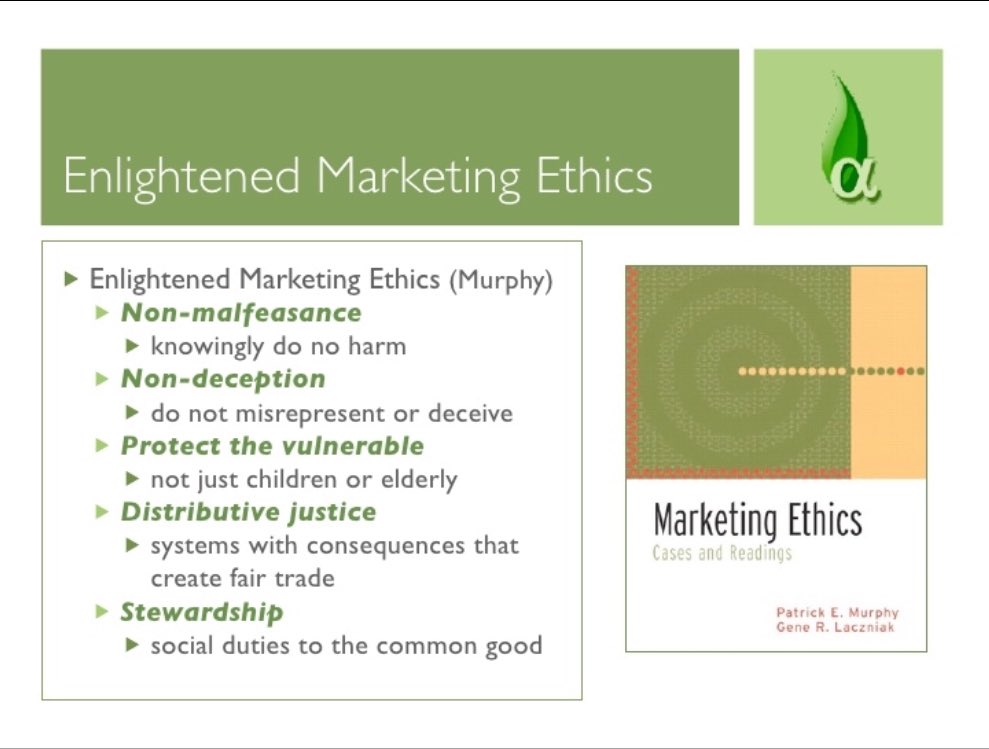 Enlightened Marketing Ethics
α
Enlightened Marketing Ethics (Murphy)
Non-malfeasance
knowingly do no harm
Non-deception
do not misrepresent or deceive
Protect the vulnerable
not just children or elderly
Distributive justice
systems with consequences that
create fair trade
Stewardship
social duties to the common good
Marketing Ethics
Cases and Readings
Patrick E. Murphy
Gene R. Laczniak